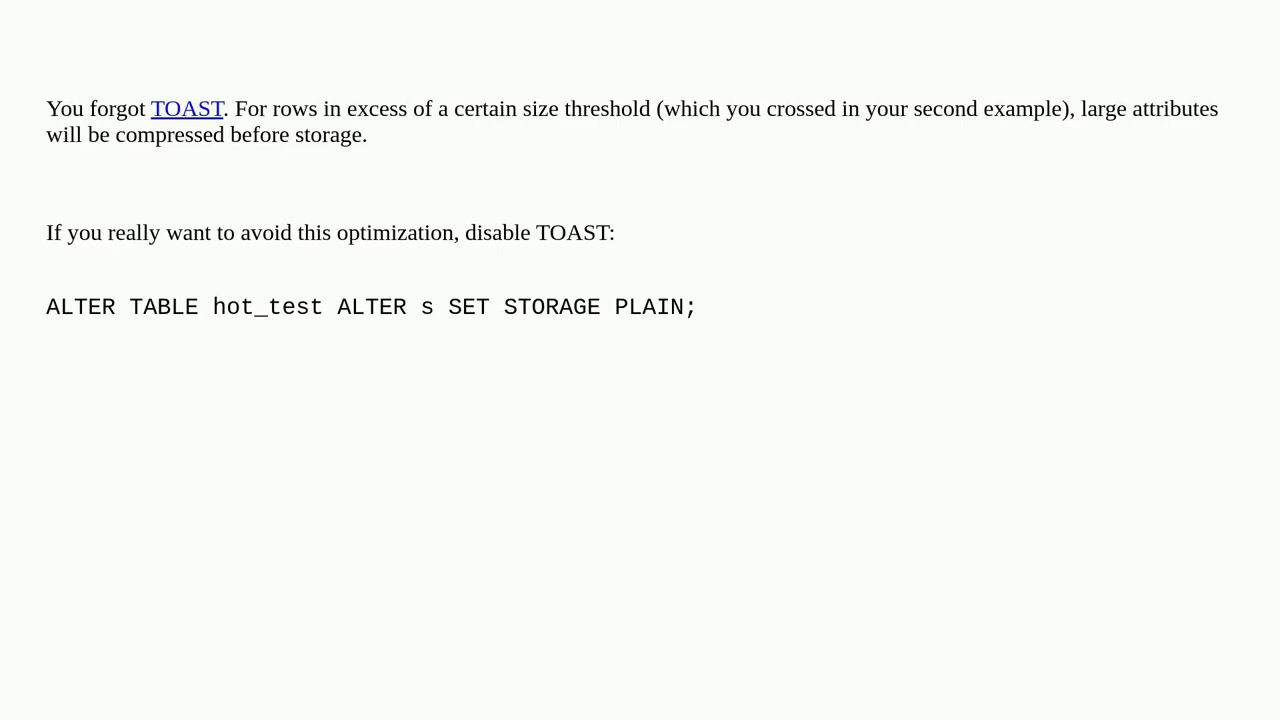 You forgot TOAST. For rows in excess of a certain size threshold (which you crossed in your second example), large attributes
will be compressed before storage.
If you really want to avoid this optimization, disable TOAST:
ALTER TABLE hot_test ALTER s SET STORAGE PLAIN;